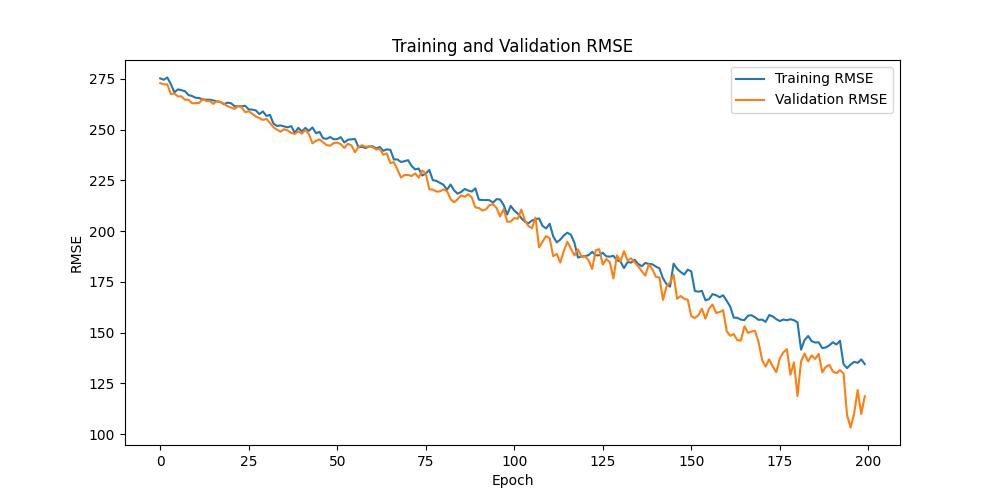 Training and Validation RMSE
Training RMSE
Validation RMSE
275
250
225
200
175
150
125
100
RMSE
0 25 50 75 100 125 150 175 200
Epoch